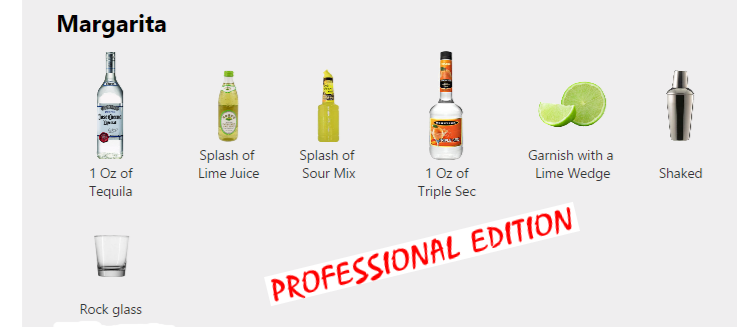 Margarita
1 Oz of
Tequila
Splash of
Lime Juice
Splash of
Sour Mix
1 Oz of
Triple Sec
Garnish with a
Lime Wedge
Shaked
Rock glass
PROFESSIONAL EDITION